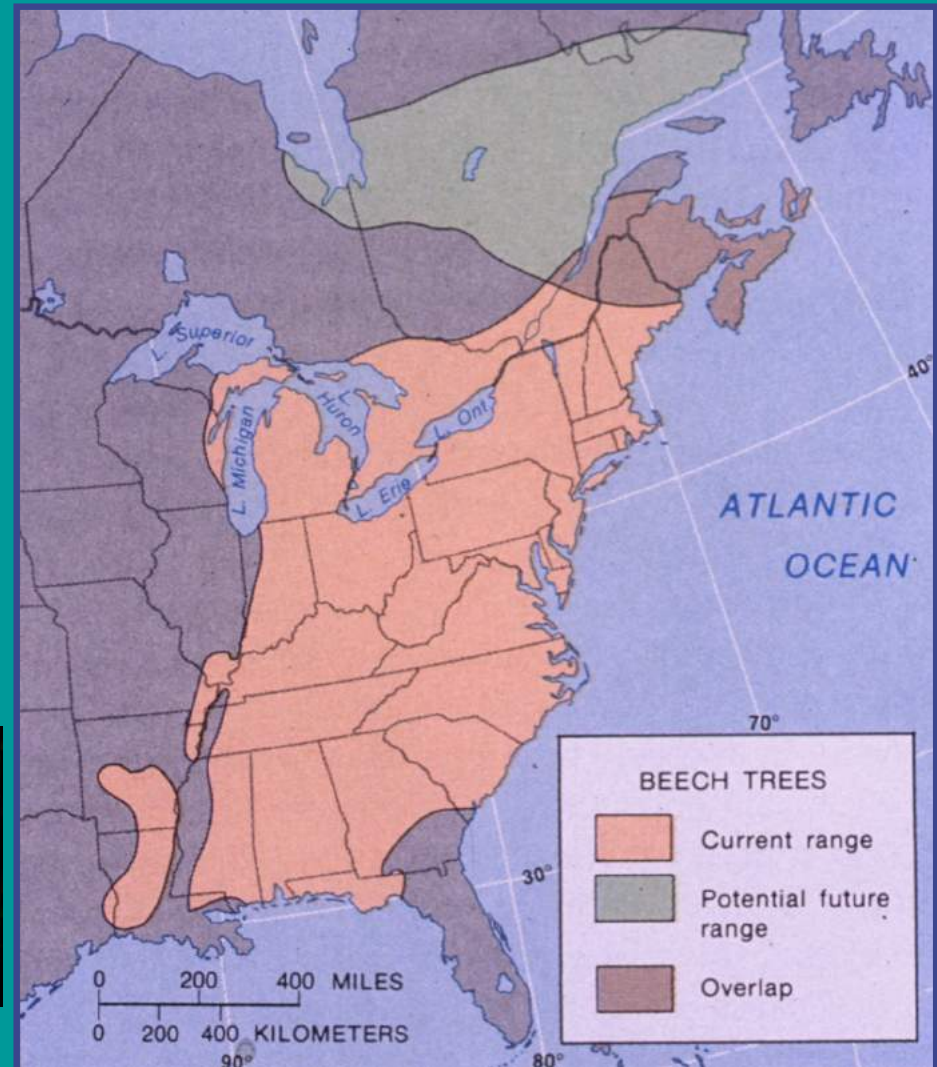 L. Superior
L. Michigan
L.
Huron
L. Ont.
L. Erie
40°
ATLANTIC
OCEAN
70°
30°
BEECH TREES
Current range
Potential future
range
Overlap
0 200 400 MILES
0 200 400 KILOMETERS
90°
80°